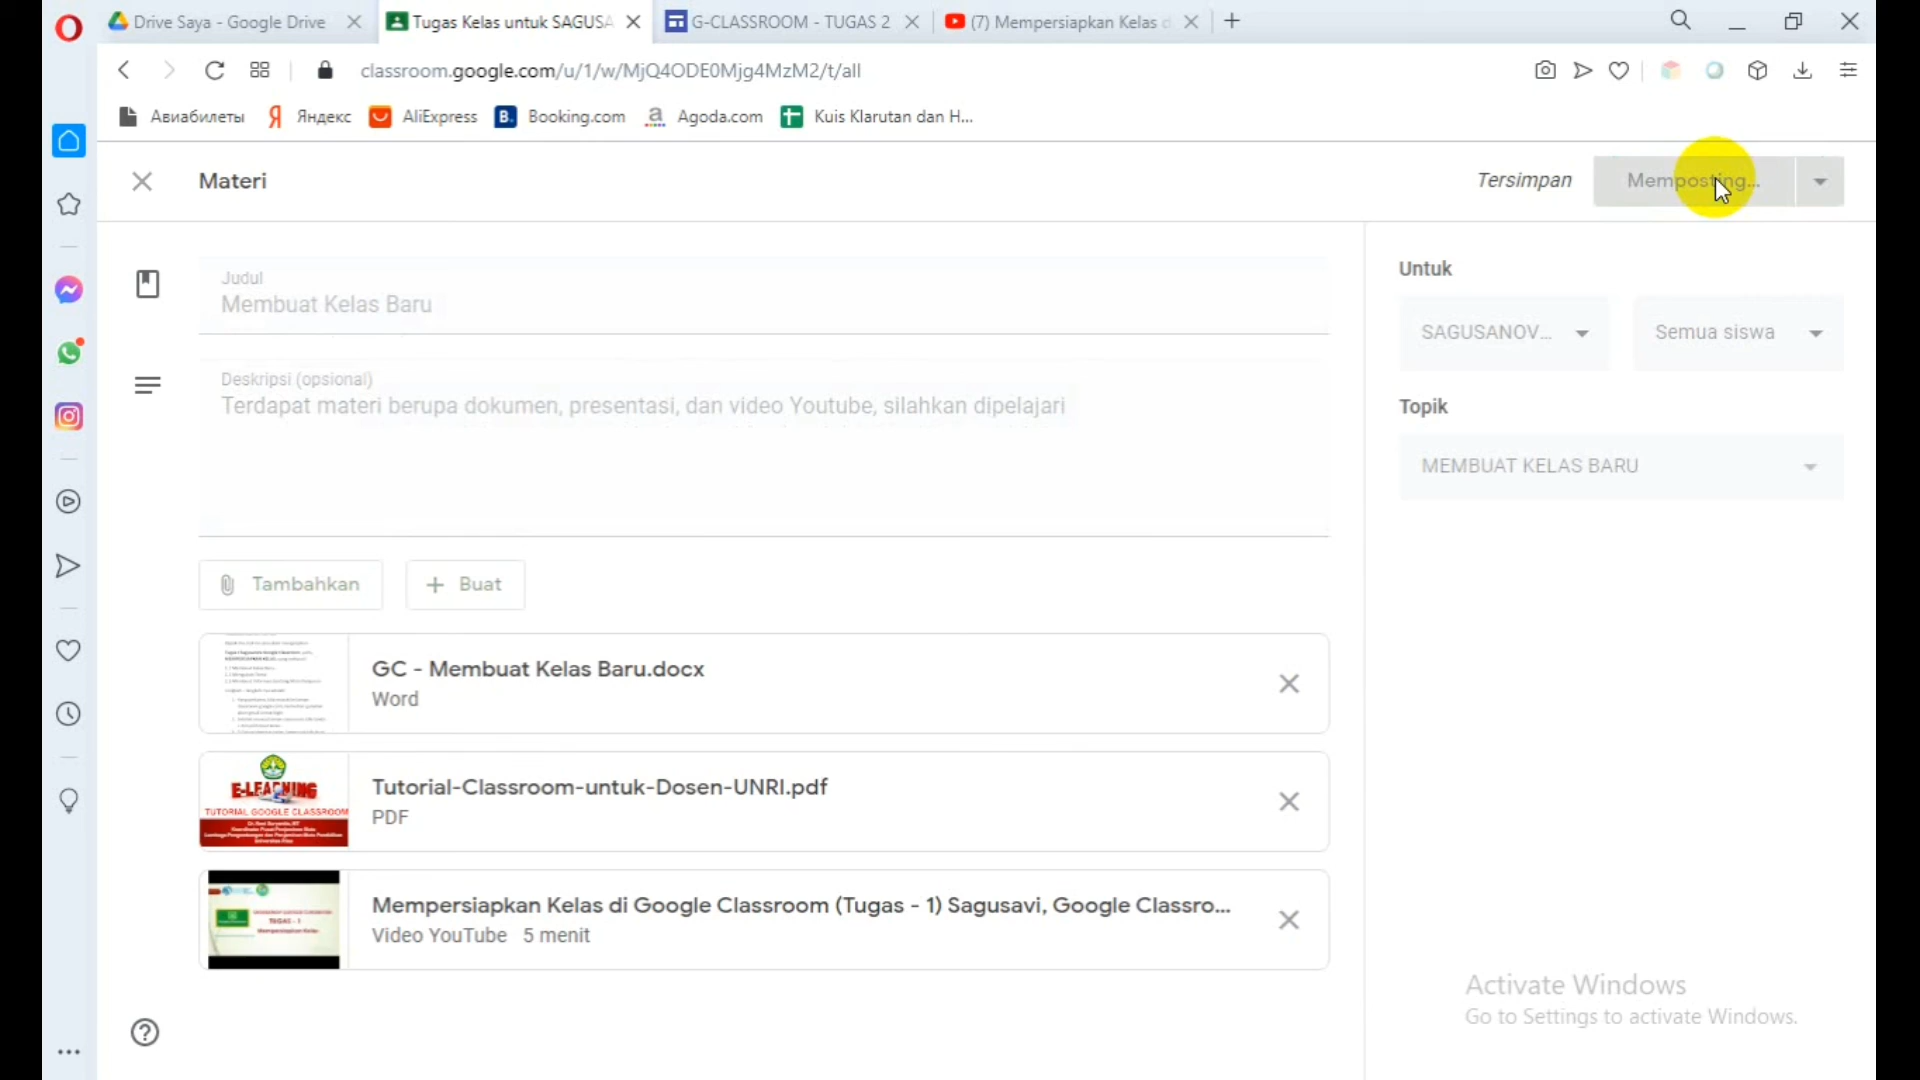 Drive Saya - Google Drive
Tugas Kelas untuk SAGUSA
G-CLASSROOM - TUGAS 2
(7) Mempersiapkan Kelas d
classroom.google.com/u/1/w/MjQ4ODE0Mjg4MzM2/t/all
Авиабилеты
Яндекс
AliExpress
Booking.com
Agoda.com
Kuis Klarutan dan H...
Materi
Tersimpan
Memposting...
Judul
Membuat Kelas Baru
Deskripsi (opsional)
Terdapat materi berupa dokumen, presentasi, dan video Youtube, silahkan dipelajari
Untuk
SAGUSANOV...
Semua siswa
Topik
MEMBUAT KELAS BARU
Tambahkan
Buat
GC - Membuat Kelas Baru.docx
Word
E-LEARNING
TUTORIAL GOOGLE CLASSROOM
Tutorial-Classroom-untuk-Dosen-UNRI.pdf
PDF
TUGAS - 1
Mempersiapkan Kelas
Mempersiapkan Kelas di Google Classroom (Tugas - 1) Sagusavi, Google Classro...
Video YouTube 5 menit
Activate Windows
Go to Settings to activate Windows.